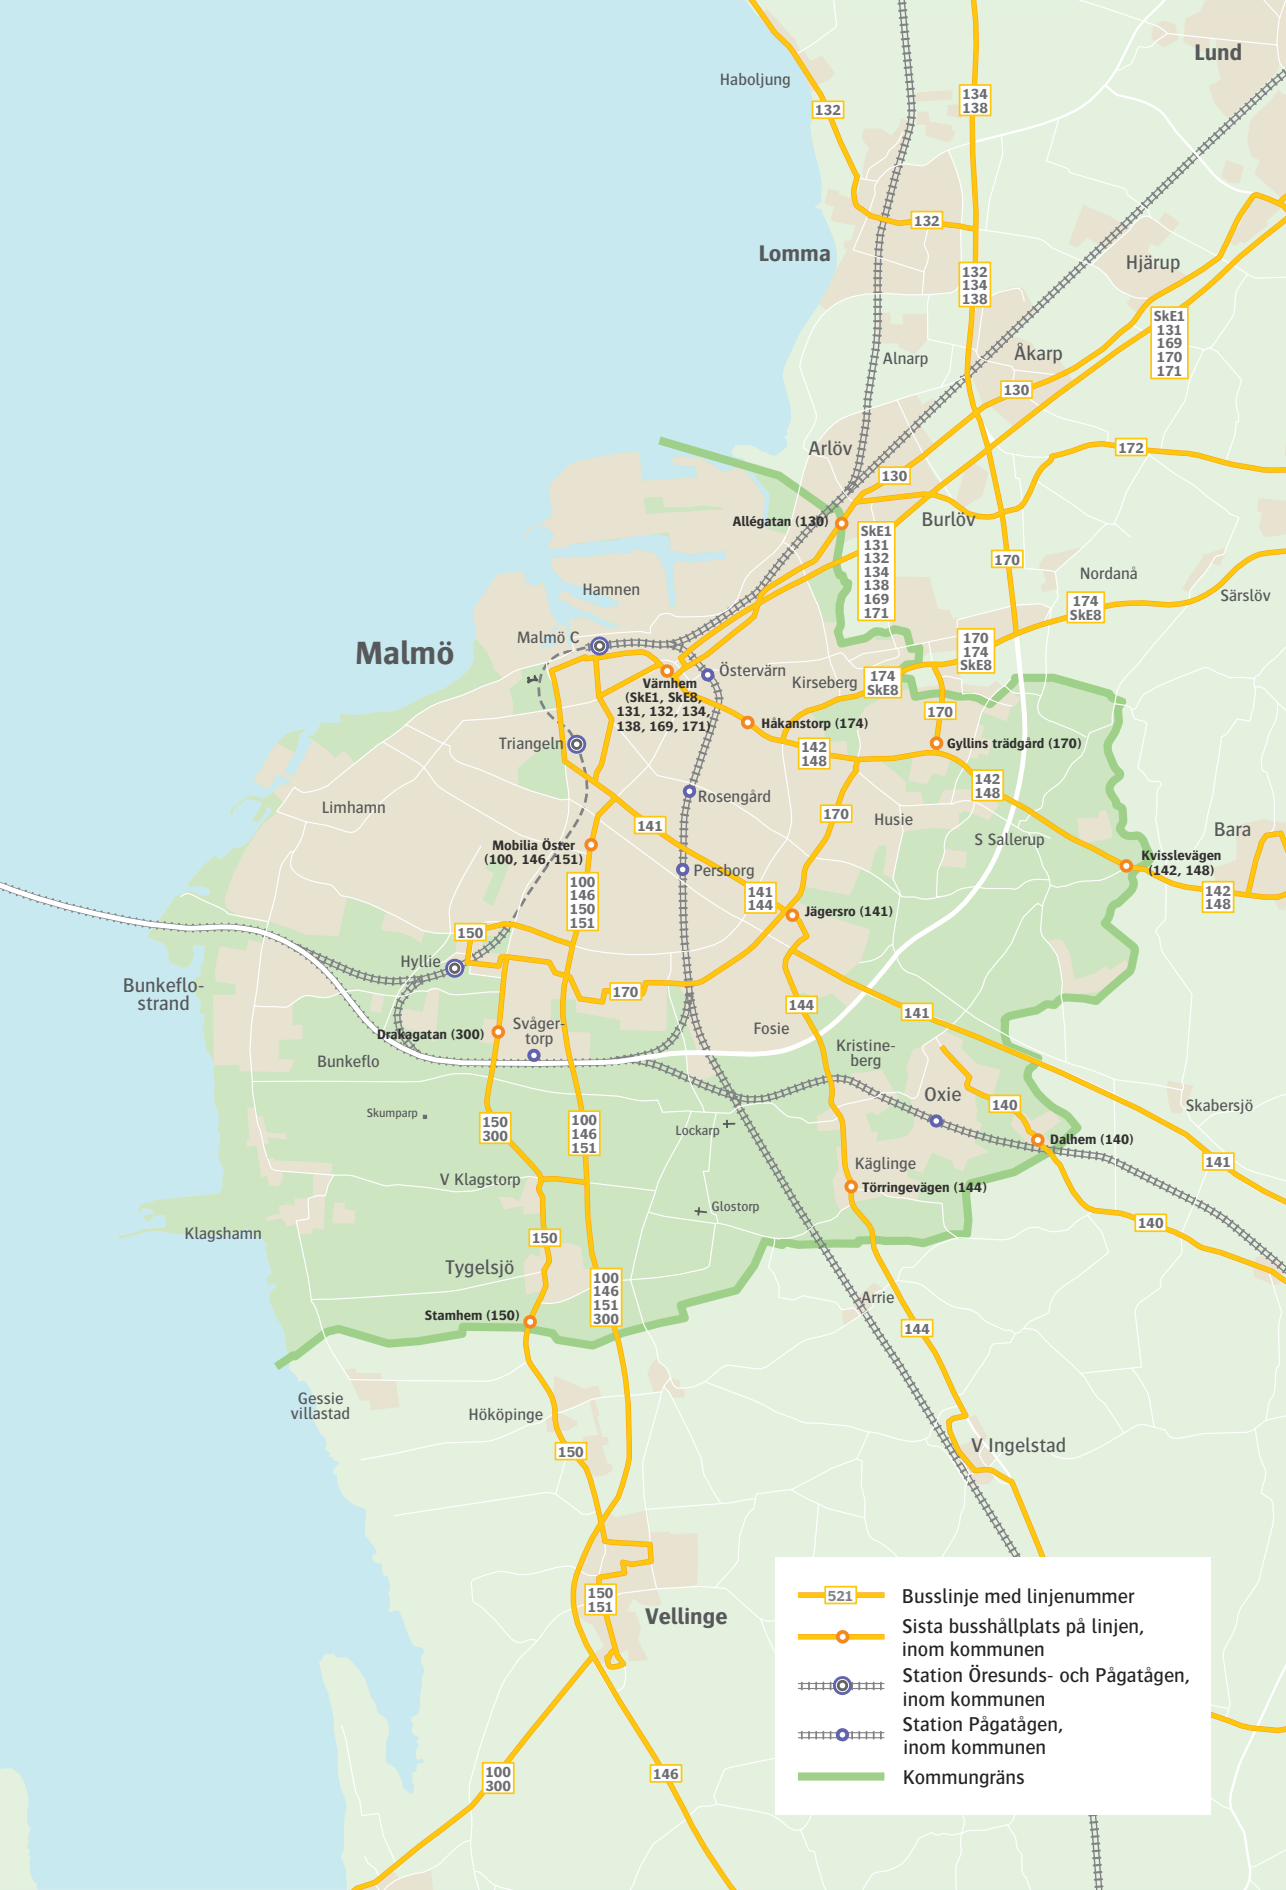 Lund
Haboljung
134
138
132
132
Lomma
Hjärup
132
134
138
SkE1
131
169
170
171
Alnarp
Åkarp
130
Arlöv
172
130
Allégatan (130)
Burlöv
SkE1
131
132
134
138
169
171
170
Nordanå
Hamnen
Särslöv
174
SkE8
Malmö C
Malmö
170
174
SkE8
Östervärn
Kirseberg
174
SkE8
Värnhem
(SkE1, SkE8,
131, 132, 134,
138, 169, 171)
170
Håkanstorp (174)
Triangeln
Gyllins trädgård (170)
142
148
142
148
Rosengård
Limhamn
170
Husie
141
Bara
S Sallerup
Mobilia Öster
(100, 146, 151)
Kvisslevägen
(142, 148)
Persborg
100
146
150
151
141
144
142
148
Jägersro (141)
150
Hyllie
Bunkeflo-
strand
170
144
141
Drakagatan (300)
Svåger-
torp
Fosie
Kristine-
berg
Bunkeflo
Oxie
140
Skabersjö
Skumparp
150
300
100
146
151
Lockarp
Dalhem (140)
141
Käglinge
V Klagstorp
Törringevägen (144)
Glostorp
140
Klagshamn
150
Tygelsjö
100
146
151
300
Arrie
Stamhem (150)
144
Gessie
villastad
Hököpinge
150
V Ingelstad
150
151
Vellinge
100
300
146
521
Busslinje med linjenummer
Sista busshållplats på linjen,
inom kommunen
Station Öresunds- och Pågatågen,
inom kommunen
Station Pågatågen,
inom kommunen
Kommungräns